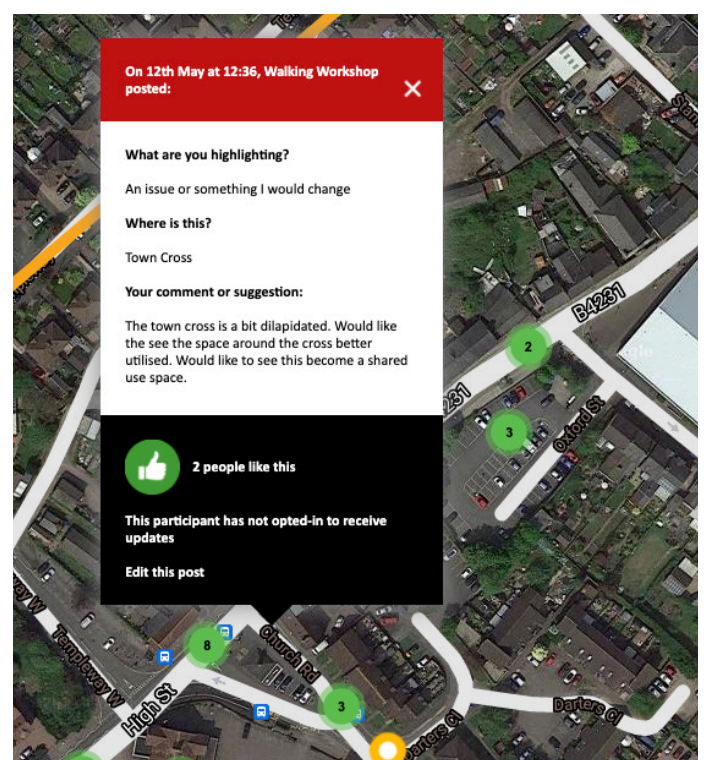 On 12th May at 12:36, Walking Workshop
posted:
What are you highlighting?
An issue or something I would change
Where is this?
Town Cross
Your comment or suggestion:
The town cross is a bit dilapidated. Would like
the see the space around the cross better
utilised. Would like to see this become a shared
use space.
2 people like this
This participant has not opted-in to receive
updates
Edit this post
B4231
2
231
3
Oxford St
8
Church Rd
Templeway W
High St
3
Darters Cl
Darters Cl